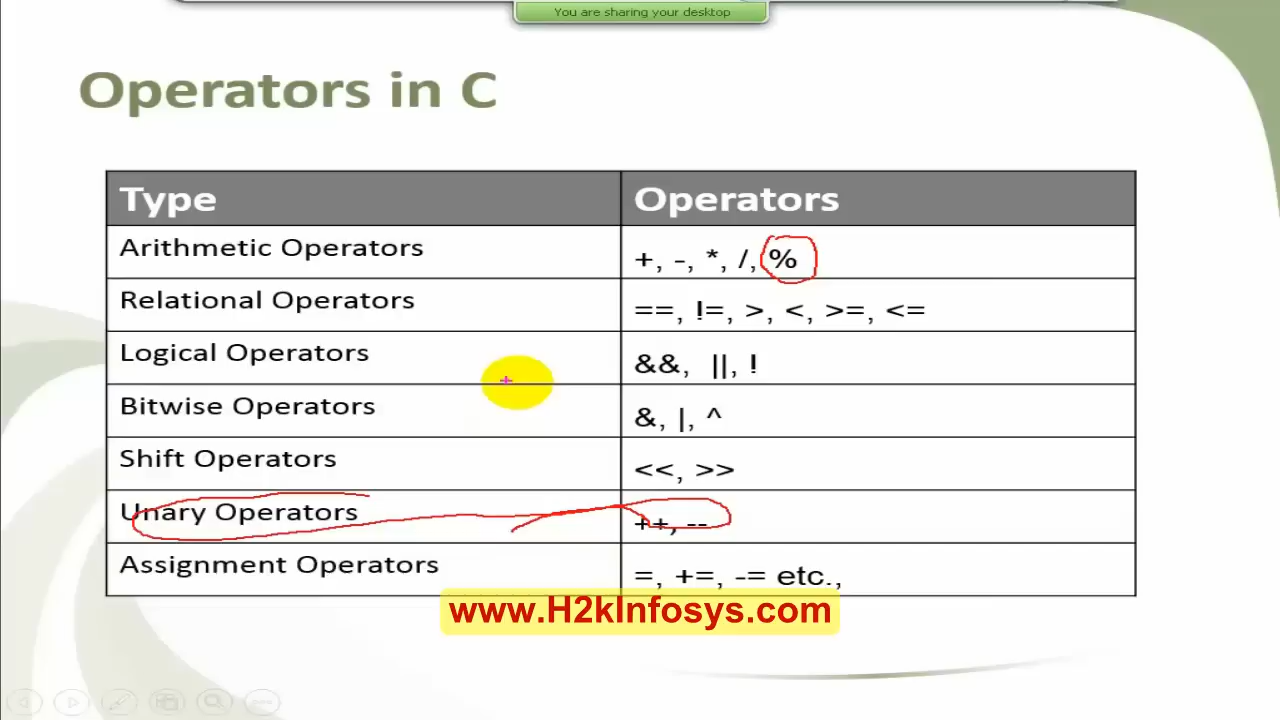 You are sharing your desktop
Operators in C
Type Operators
Arithmetic Operators +, -, *, /, %
Relational Operators ==, !=, >, <, >=, <=
Logical Operators &&, ||, !
Bitwise Operators &, |, ^
Shift Operators <<, >>
Unary Operators ++, --
Assignment Operators =, +=, -= etc.,
www.H2kInfosys.com